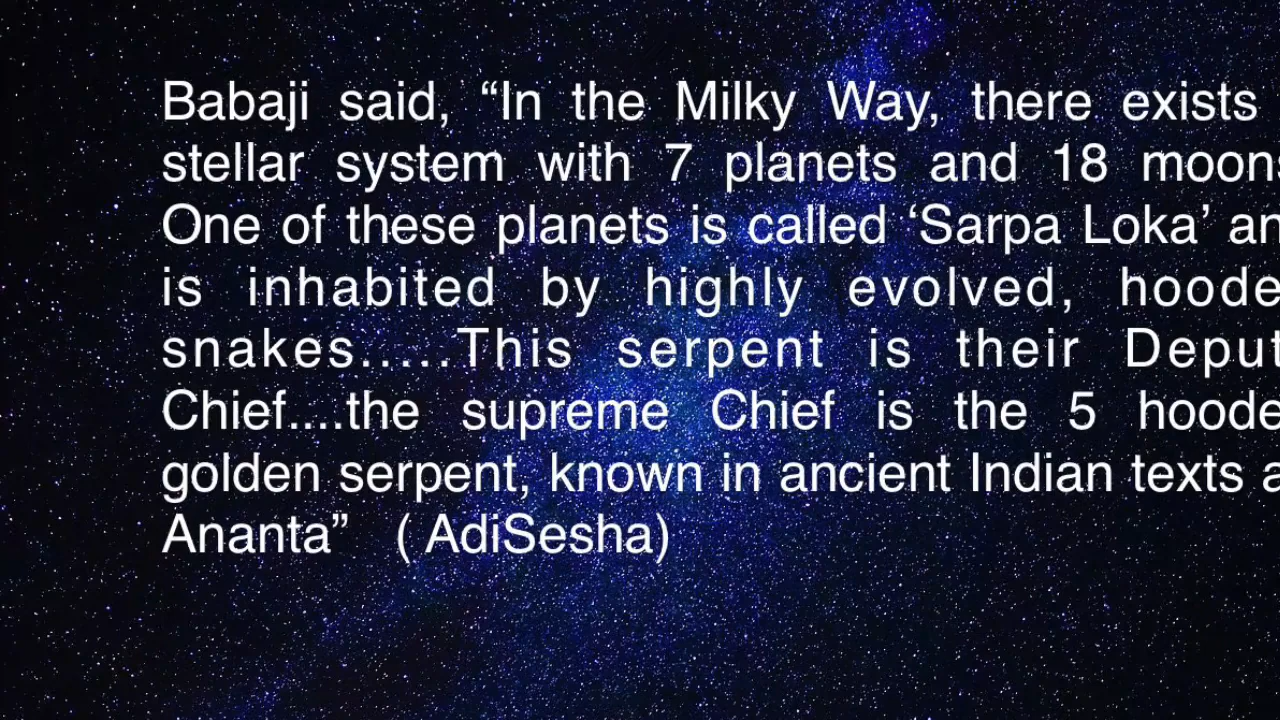 Babaji said, “In the Milky Way, there exists
stellar system with 7 planets and 18 moons
One of these planets is called ‘Sarpa Loka’ an
is inhabited by highly evolved, hoode
snakes.....This serpent is their Deput
Chief....the supreme Chief is the 5 hoode
golden serpent, known in ancient Indian texts a
Ananta” ( AdiSesha)